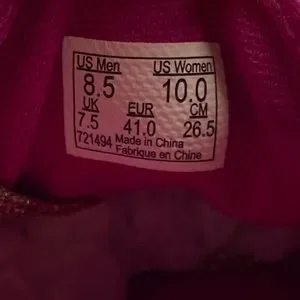 US Men US Women
8.5 10.0
UK EUR CM
7.5 41.0 26.5
721494 Made in China
Fabrique en Chine